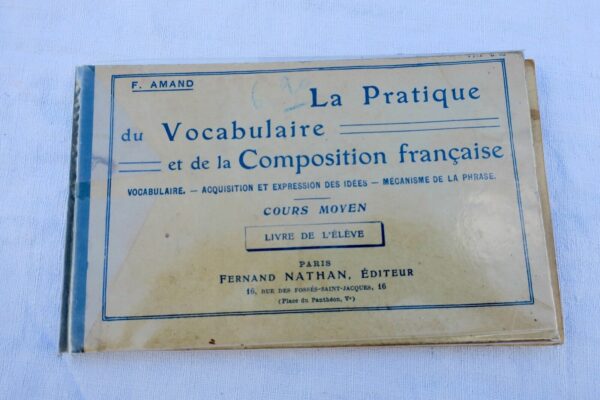 F. AMAND
La Pratique
du Vocabulaire
et de la Composition française
VOCABULAIRE. — ACQUISITION ET EXPRESSION DES IDÉES — MÉCANISME DE LA PHRASE.
COURS MOYEN
LIVRE DE L'ÉLÈVE
PARIS
FERNAND NATHAN, ÉDITEUR
16, RUE DES FOSSÉS-SAINT-JACQUES, 16
(Place du Panthéon, Vᵉ)